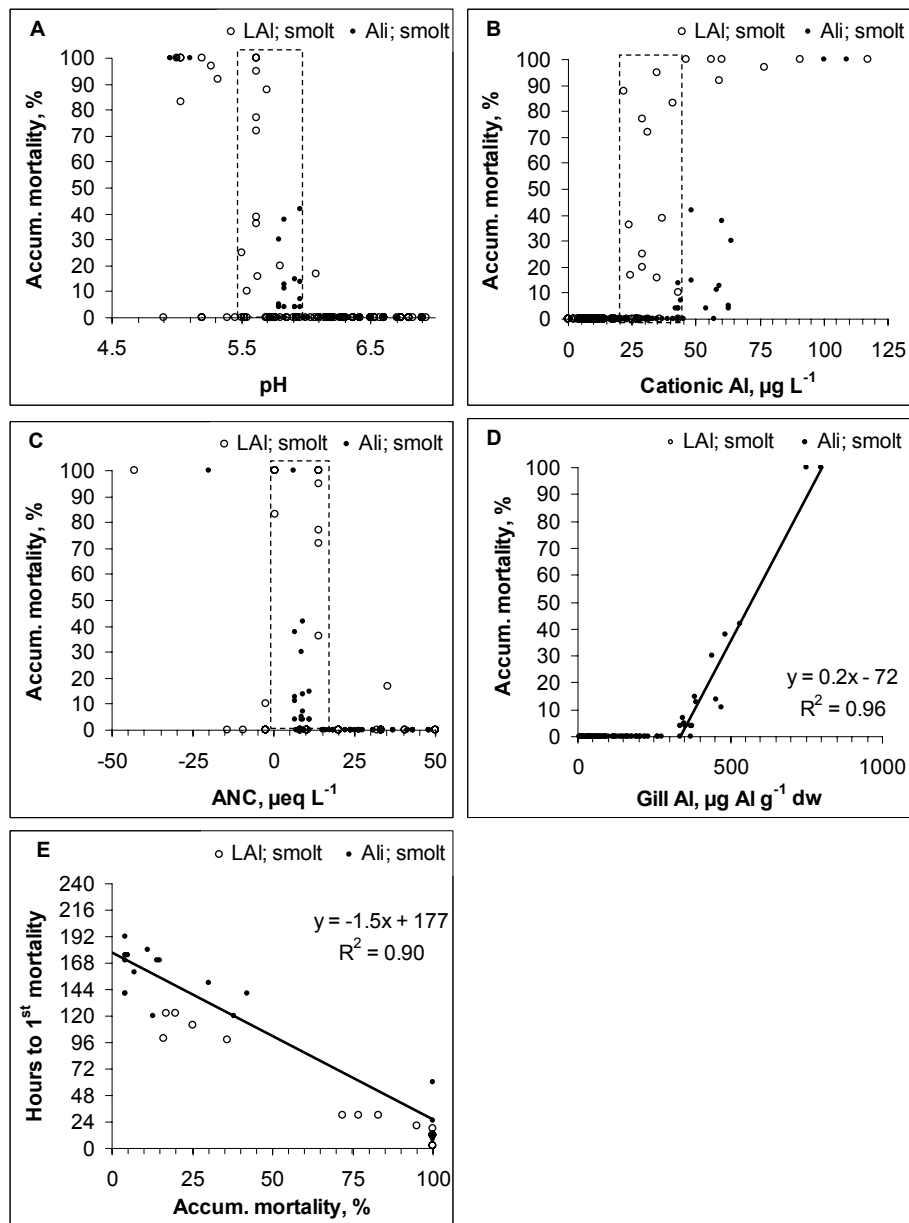 A
○ LAl; smolt • Ali; smolt
Accum. mortality, %
100
90
80
70
60
50
40
30
20
10
0
4.5 5.5 6.5
pH
B
○ LAl; smolt • Ali; smolt
Accum. mortality, %
100
90
80
70
60
50
40
30
20
10
0
0 25 50 75 100 125
Cationic Al, µg L⁻¹
C
○ LAl; smolt • Ali; smolt
Accum. mortality, %
100
90
80
70
60
50
40
30
20
10
0
-50 -25 0 25 50
ANC, µeq L⁻¹
D
○ LAl; smolt • Ali; smolt
Accum. mortality, %
100
90
80
70
60
50
40
30
20
10
0
y = 0.2x - 72
R² = 0.96
0 500 1000
Gill Al, µg Al g⁻¹ dw
E
○ LAl; smolt • Ali; smolt
Hours to 1ˢᵗ mortality
240
216
192
168
144
120
96
72
48
24
0
y = -1.5x + 177
R² = 0.90
0 25 50 75 100
Accum. mortality, %